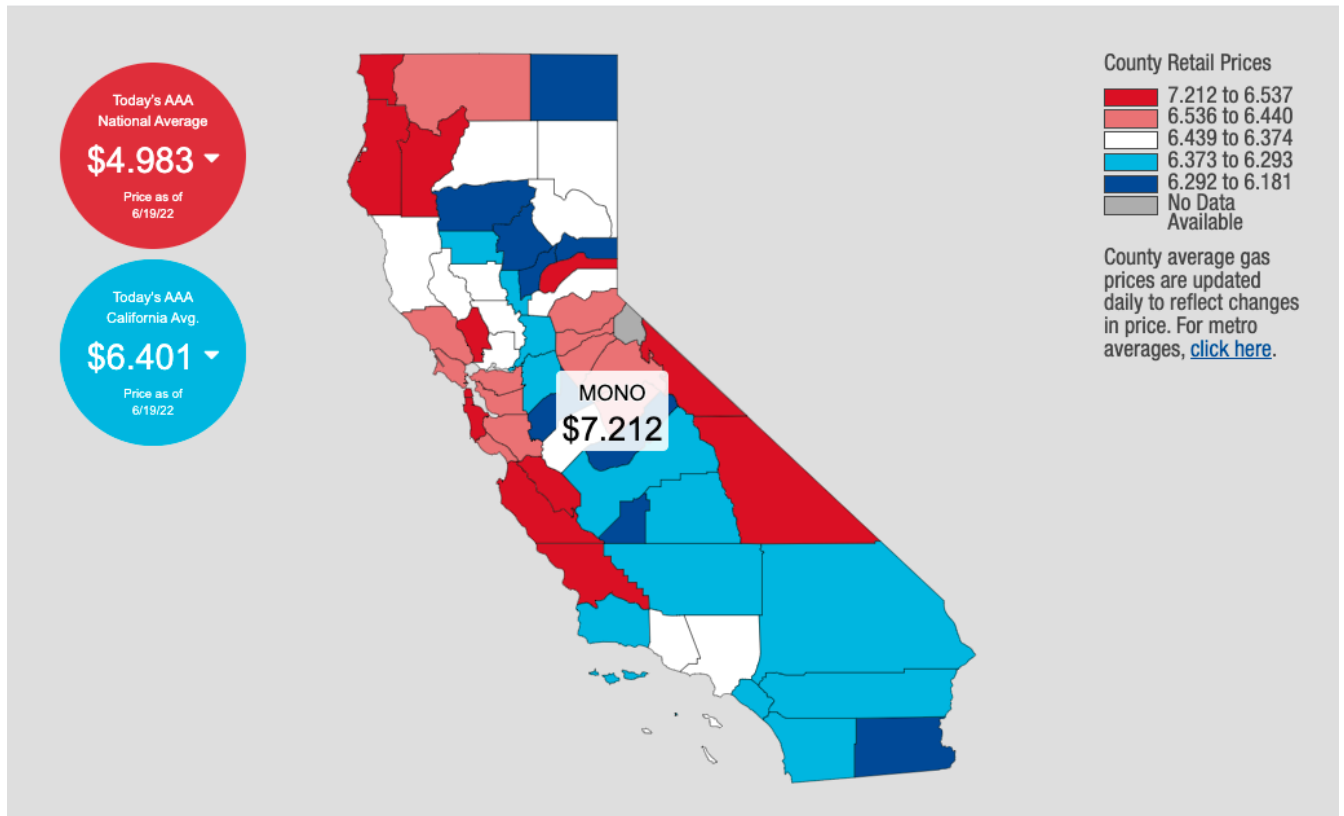 Today's AAA
National Average
$4.983
Price as of
6/19/22
Today's AAA
California Avg.
$6.401
Price as of
6/19/22
MONO
$7.212
County Retail Prices
7.212 to 6.537
6.536 to 6.440
6.439 to 6.374
6.373 to 6.293
6.292 to 6.181
No Data
Available
County average gas
prices are updated
daily to reflect changes
in price. For metro
averages, click here.